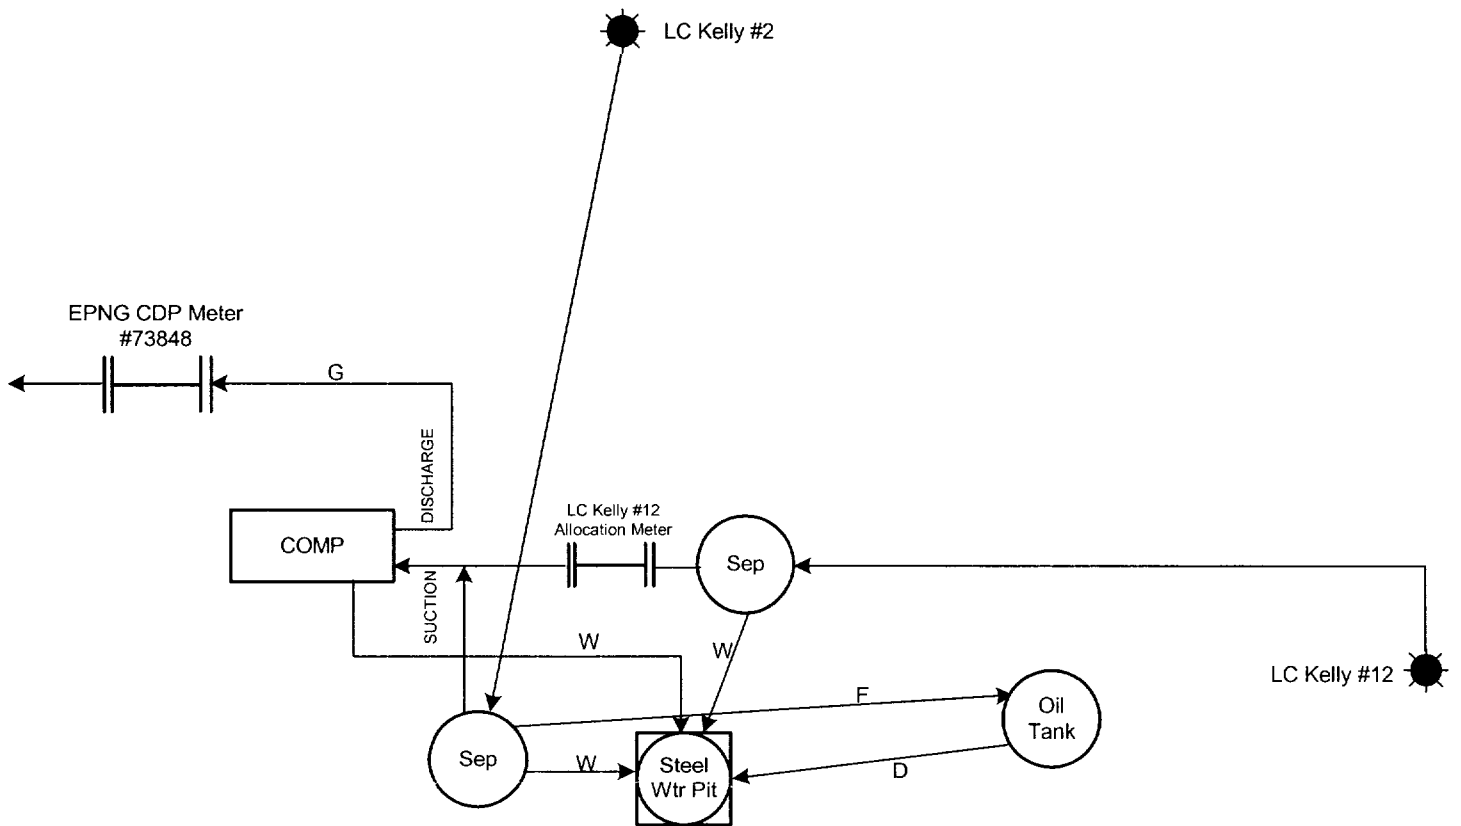 LC Kelly #2
EPNG CDP Meter
#73848
G
DISCHARGE
LC Kelly #12
Allocation Meter
COMP
Sep
SUCTION
W
W
LC Kelly #12
F
Oil
Tank
Sep
W
Steel
Wtr Pit
D